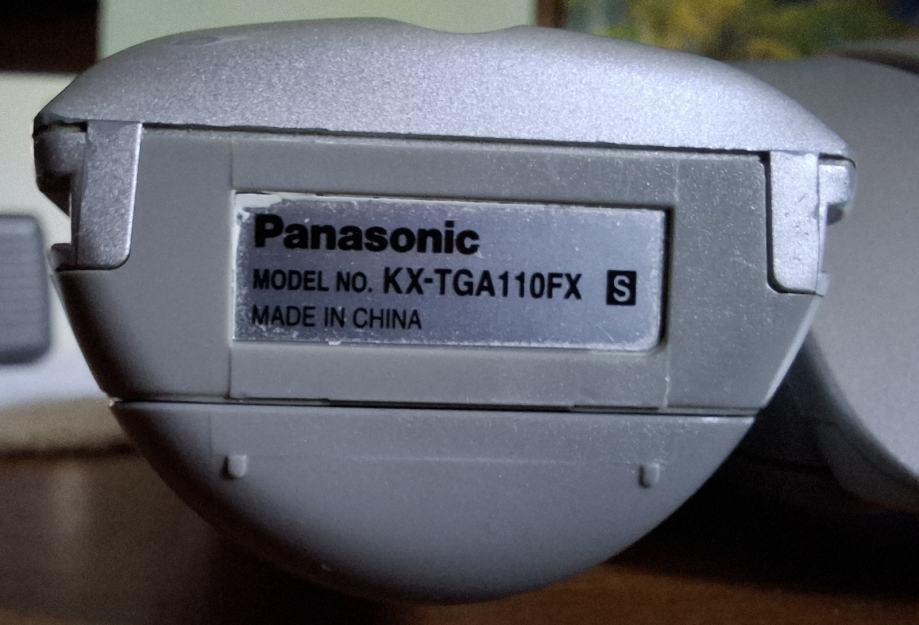 Panasonic
MODEL NO. KX-TGA110FX S
MADE IN CHINA